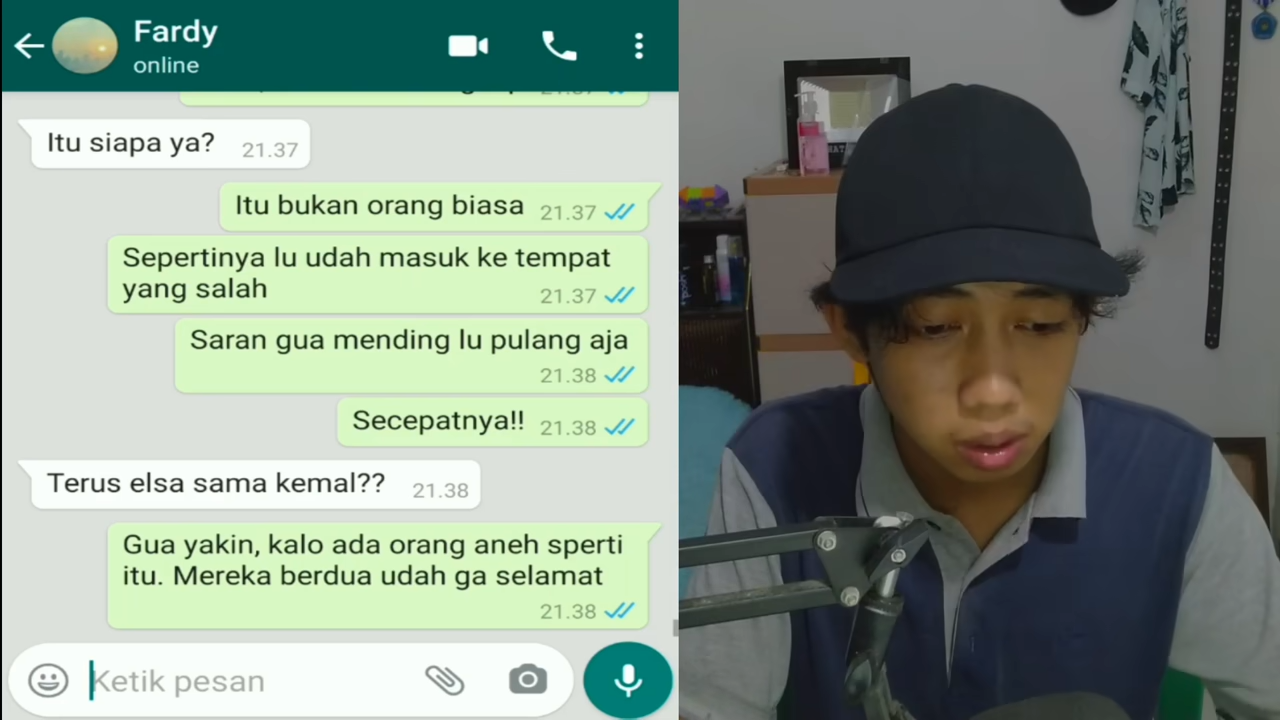 Fardy
online
Itu siapa ya? 21.37
Itu bukan orang biasa 21.37
Sepertinya lu udah masuk ke tempat
yang salah 21.37
Saran gua mending lu pulang aja
21.38
Secepatnya!! 21.38
Terus elsa sama kemal?? 21.38
Gua yakin, kalo ada orang aneh sperti
itu. Mereka berdua udah ga selamat
21.38
Ketik pesan